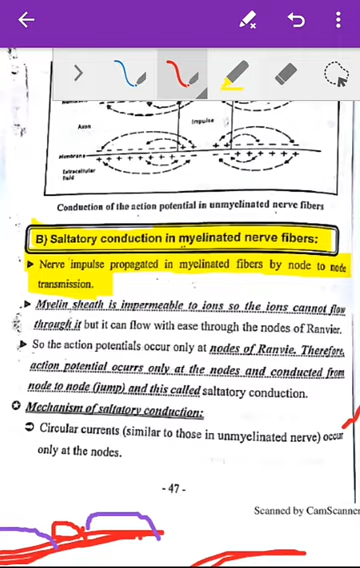 Axon
Impulse
Membrane
Extracellular
fluid
Conduction of the action potential in unmyelinated nerve fibers
B) Saltatory conduction in myelinated nerve fibers:
Nerve impulse propagated in myelinated fibers by node to node
transmission.
Myelin sheath is impermeable to ions so the ions cannot flow
through it but it can flow with ease through the nodes of Ranvier.
So the action potentials occur only at nodes of Ranvie. Therefore,
action potential ocurrs only at the nodes and conducted from
node to node (jump) and this called saltatory conduction.
Mechanism of saltatory conduction:
Circular currents (similar to those in unmyelinated nerve) occur
only at the nodes.
- 47 -
Scanned by CamScanner